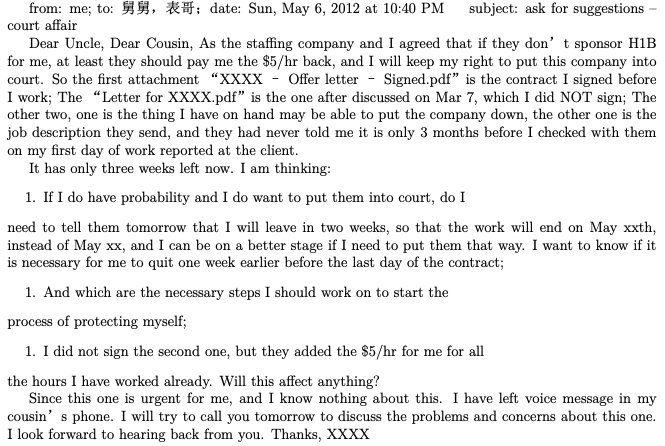 from: me; to: 舅舅，表哥；date: Sun, May 6, 2012 at 10:40 PM subject: ask for suggestions –
court affair
Dear Uncle, Dear Cousin, As the staffing company and I agreed that if they don’t sponsor H1B
for me, at least they should pay me the $5/hr back, and I will keep my right to put this company into
court. So the first attachment “XXXX – Offer letter – Signed.pdf” is the contract I signed before
I work; The “Letter for XXXX.pdf” is the one after discussed on Mar 7, which I did NOT sign; The
other two, one is the thing I have on hand may be able to put the company down, the other one is the
job description they send, and they had never told me it is only 3 months before I checked with them
on my first day of work reported at the client.
It has only three weeks left now. I am thinking:
1. If I do have probability and I do want to put them into court, do I
need to tell them tomorrow that I will leave in two weeks, so that the work will end on May xxth,
instead of May xx, and I can be on a better stage if I need to put them that way. I want to know if it
is necessary for me to quit one week earlier before the last day of the contract;
1. And which are the necessary steps I should work on to start the
process of protecting myself;
1. I did not sign the second one, but they added the $5/hr for me for all
the hours I have worked already. Will this affect anything?
Since this one is urgent for me, and I know nothing about this. I have left voice message in my
cousin’s phone. I will try to call you tomorrow to discuss the problems and concerns about this one.
I look forward to hearing back from you. Thanks, XXXX